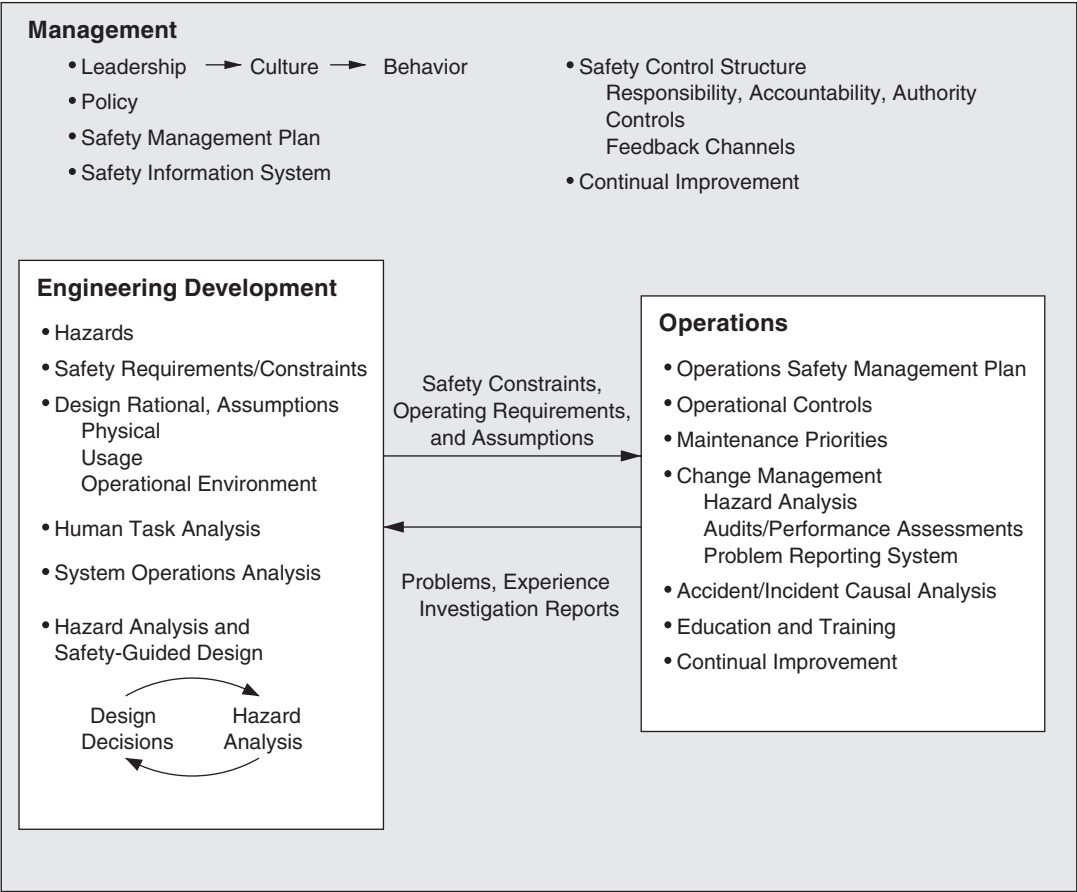 Management
• Leadership → Culture → Behavior
• Policy
• Safety Management Plan
• Safety Information System
• Safety Control Structure
Responsibility, Accountability, Authority
Controls
Feedback Channels
• Continual Improvement
Engineering Development
• Hazards
• Safety Requirements/Constraints
• Design Rational, Assumptions
Physical
Usage
Operational Environment
• Human Task Analysis
• System Operations Analysis
• Hazard Analysis and
Safety-Guided Design
Design
Decisions
Hazard
Analysis
Safety Constraints,
Operating Requirements,
and Assumptions
Problems, Experience
Investigation Reports
Operations
• Operations Safety Management Plan
• Operational Controls
• Maintenance Priorities
• Change Management
Hazard Analysis
Audits/Performance Assessments
Problem Reporting System
• Accident/Incident Causal Analysis
• Education and Training
• Continual Improvement